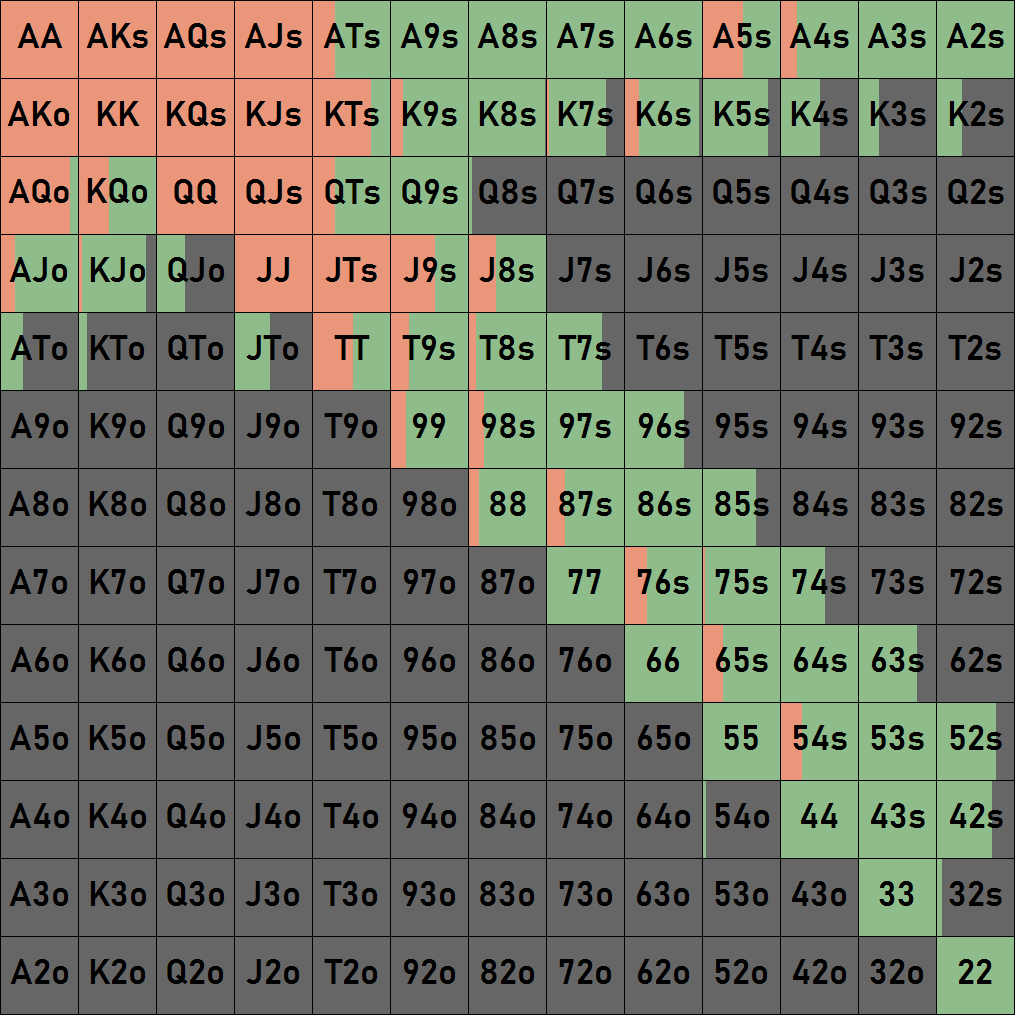 AA AKs AQs AJs ATs A9s A8s A7s A6s A5s A4s A3s A2s
AKo KK KQs KJs KTs K9s K8s K7s K6s K5s K4s K3s K2s
AQo KQo QQ QJs QTs Q9s Q8s Q7s Q6s Q5s Q4s Q3s Q2s
AJo KJo QJo JJ JTs J9s J8s J7s J6s J5s J4s J3s J2s
ATo KTo QTo JTo TT T9s T8s T7s T6s T5s T4s T3s T2s
A9o K9o Q9o J9o T9o 99 98s 97s 96s 95s 94s 93s 92s
A8o K8o Q8o J8o T8o 98o 88 87s 86s 85s 84s 83s 82s
A7o K7o Q7o J7o T7o 97o 87o 77 76s 75s 74s 73s 72s
A6o K6o Q6o J6o T6o 96o 86o 76o 66 65s 64s 63s 62s
A5o K5o Q5o J5o T5o 95o 85o 75o 65o 55 54s 53s 52s
A4o K4o Q4o J4o T4o 94o 84o 74o 64o 54o 44 43s 42s
A3o K3o Q3o J3o T3o 93o 83o 73o 63o 53o 43o 33 32s
A2o K2o Q2o J2o T2o 92o 82o 72o 62o 52o 42o 32o 22